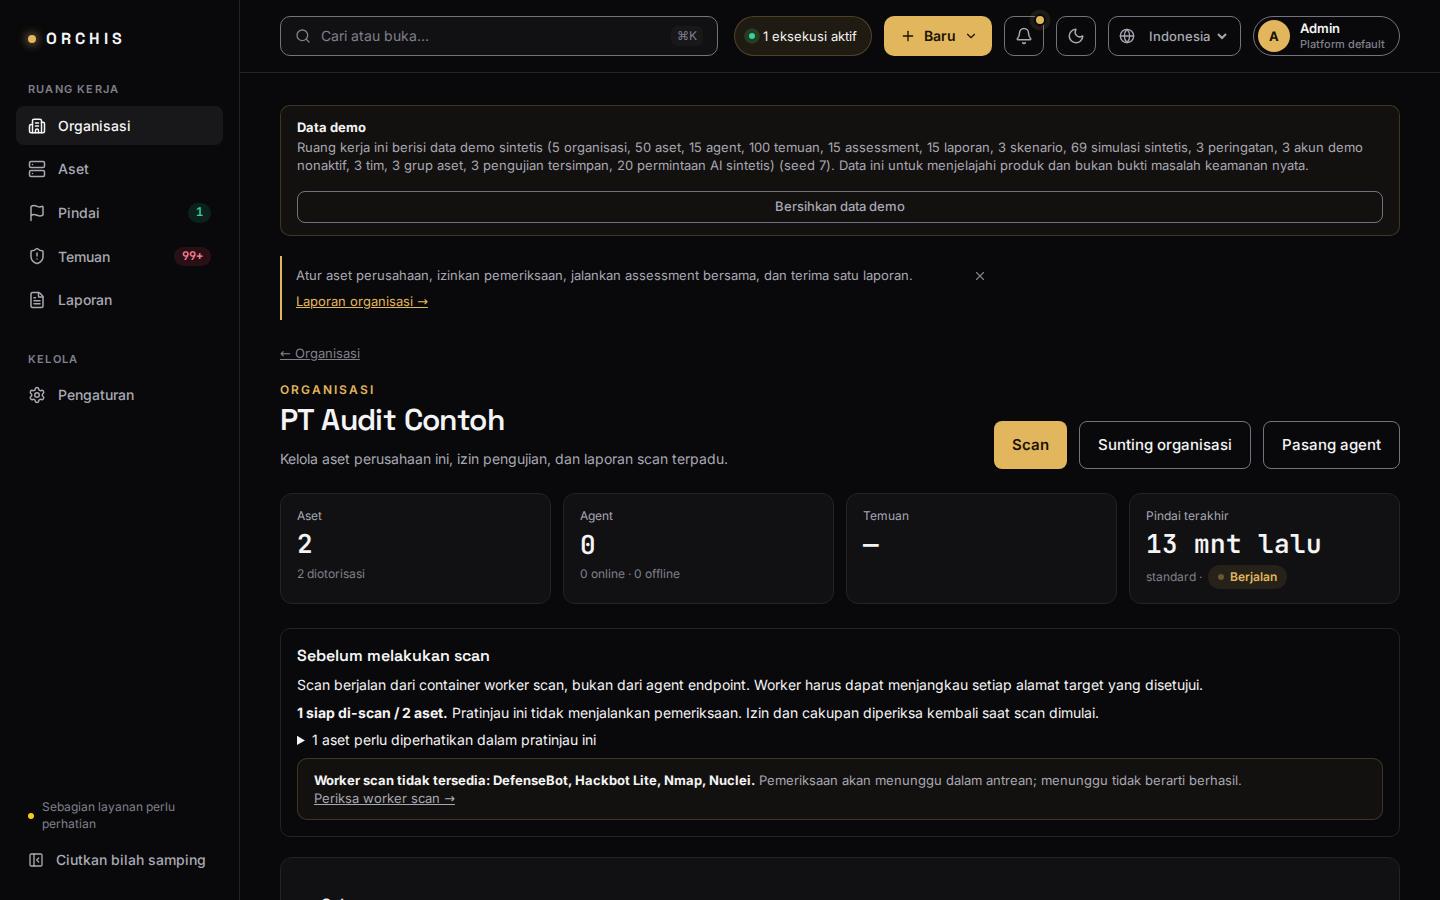 ORCHIS
RUANG KERJA
Organisasi
Aset
Pindai
1
Temuan
99+
Laporan
KELOLA
Pengaturan
Sebagian layanan perlu
perhatian
Ciutkan bilah samping
Cari atau buka...
⌘K
1 eksekusi aktif
Baru
Indonesia
A
Admin
Platform default
Data demo
Ruang kerja ini berisi data demo sintetis (5 organisasi, 50 aset, 15 agent, 100 temuan, 15 assessment, 15 laporan, 3 skenario, 69 simulasi sintetis, 3 peringatan, 3 akun demo
nonaktif, 3 tim, 3 grup aset, 3 pengujian tersimpan, 20 permintaan AI sintetis) (seed 7). Data ini untuk menjelajahi produk dan bukan bukti masalah keamanan nyata.
Bersihkan data demo
Atur aset perusahaan, izinkan pemeriksaan, jalankan assessment bersama, dan terima satu laporan.
Laporan organisasi →
← Organisasi
ORGANISASI
PT Audit Contoh
Kelola aset perusahaan ini, izin pengujian, dan laporan scan terpadu.
Scan
Sunting organisasi
Pasang agent
Aset
2
2 diotorisasi
Agent
0
0 online · 0 offline
Temuan
—
Pindai terakhir
13 mnt lalu
standard · Berjalan
Sebelum melakukan scan
Scan berjalan dari container worker scan, bukan dari agent endpoint. Worker harus dapat menjangkau setiap alamat target yang disetujui.
1 siap di-scan / 2 aset. Pratinjau ini tidak menjalankan pemeriksaan. Izin dan cakupan diperiksa kembali saat scan dimulai.
1 aset perlu diperhatikan dalam pratinjau ini
Worker scan tidak tersedia: DefenseBot, Hackbot Lite, Nmap, Nuclei. Pemeriksaan akan menunggu dalam antrean; menunggu tidak berarti berhasil.
Periksa worker scan →